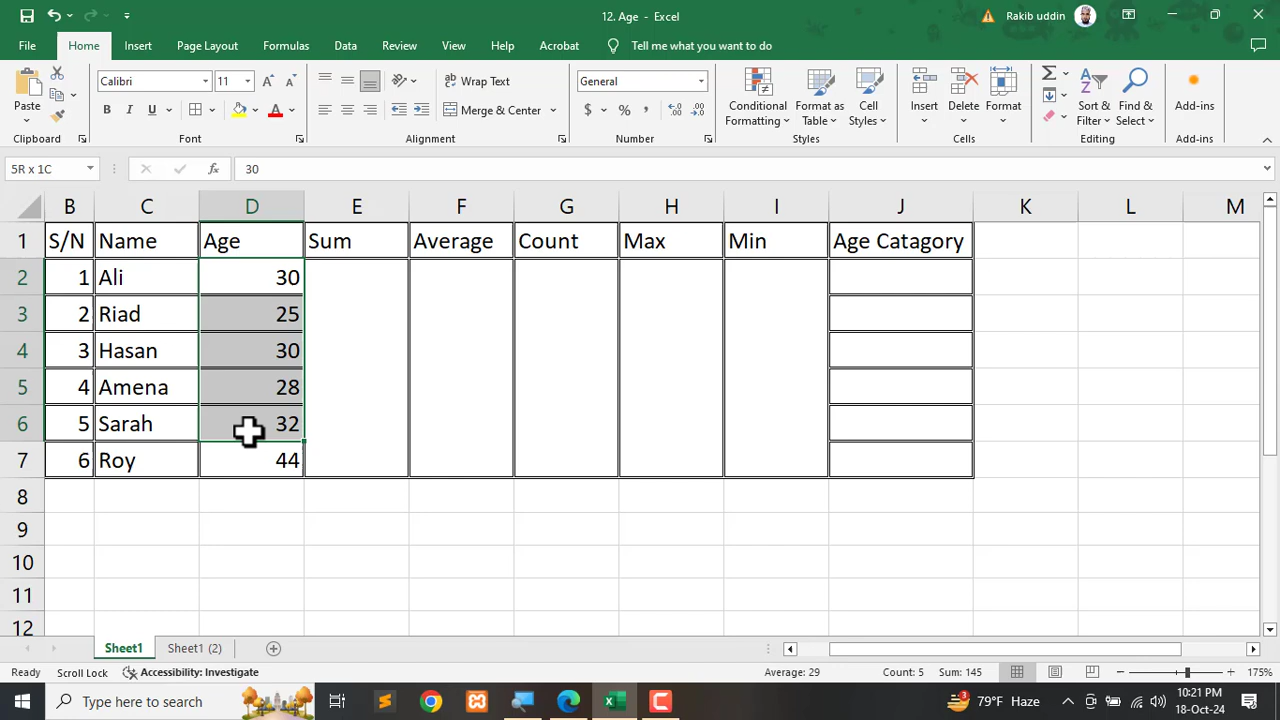 12. Age - Excel
Rakib uddin
File Home Insert Page Layout Formulas Data Review View Help Acrobat Tell me what you want to do
Paste
Calibri 11
B I U
Wrap Text
Merge & Center
General
$ % ,
Conditional Formatting
Format as Table
Cell Styles
Insert
Delete
Format
Sort & Filter
Find & Select
Add-ins
Clipboard Font Alignment Number Styles Cells Editing Add-ins
5R x 1C fx 30
B C D E F G H I J K L M
1 S/N Name Age Sum Average Count Max Min Age Catagory
2 1 Ali 30
3 2 Riad 25
4 3 Hasan 30
5 4 Amena 28
6 5 Sarah 32
7 6 Roy 44
8
9
10
11
12
Sheet1 Sheet1 (2)
Ready Scroll Lock Accessibility: Investigate Average: 29 Count: 5 Sum: 145 175%
Type here to search 3 79°F Haze 10:21 PM
18-Oct-24